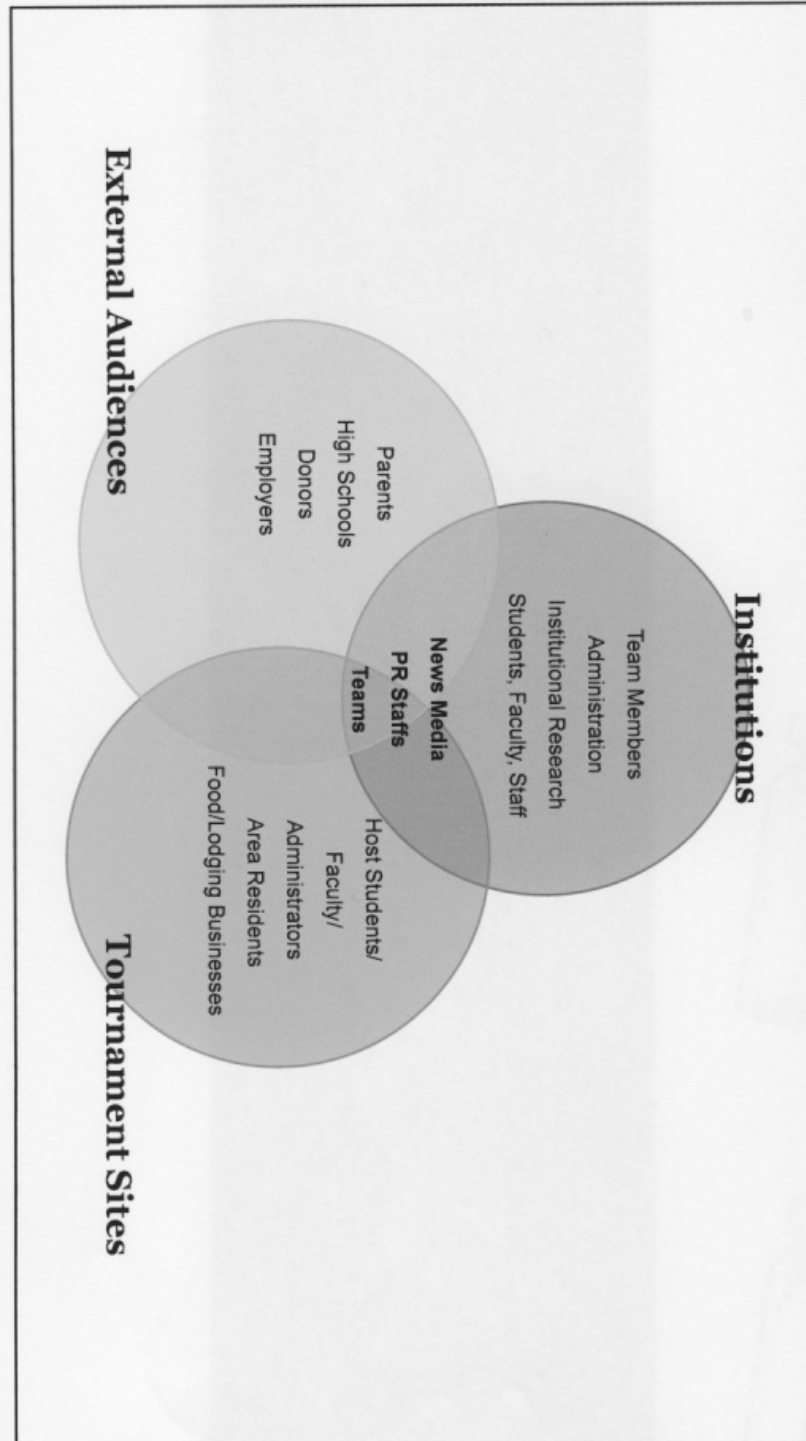 Institutions
Team Members
Administration
Institutional Research
Students, Faculty, Staff
News Media
PR Staffs
Teams
Parents
High Schools
Donors
Employers
Host Students/
Faculty/
Administrators
Area Residents
Food/Lodging Businesses
External Audiences
Tournament Sites